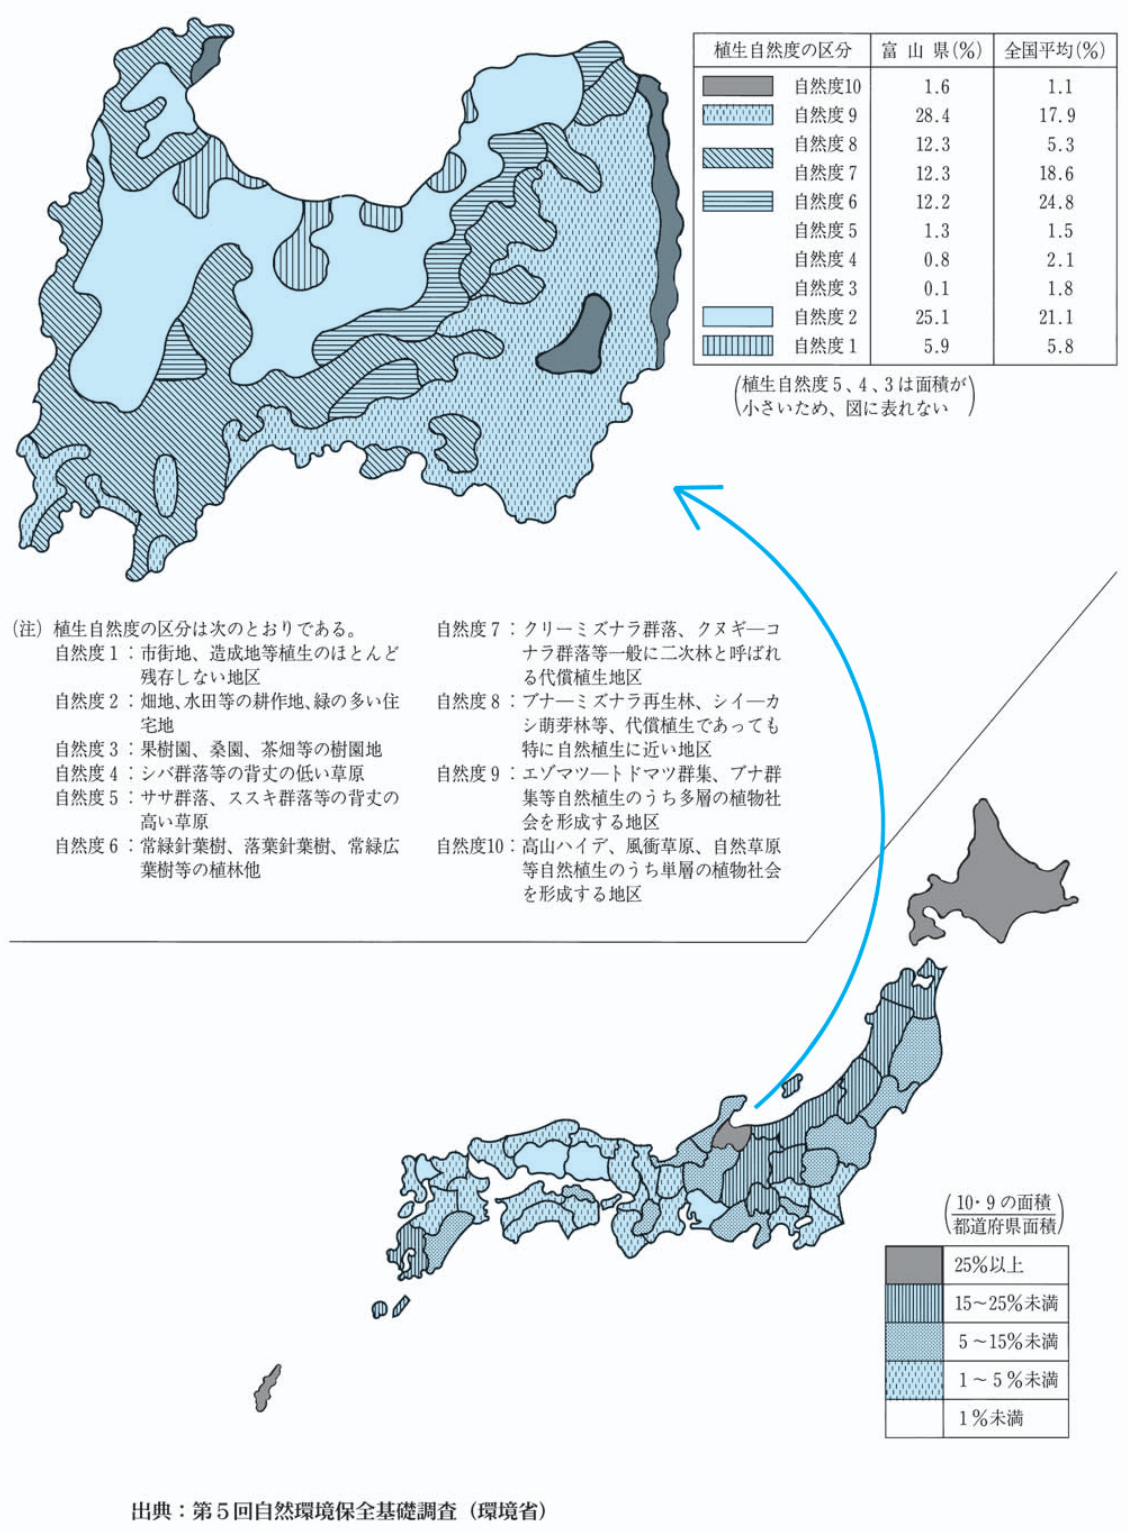 植生自然度の区分 富山県(%) 全国平均(%)
自然度10 1.6 1.1
自然度9 28.4 17.9
自然度8 12.3 5.3
自然度7 12.3 18.6
自然度6 12.2 24.8
自然度5 1.3 1.5
自然度4 0.8 2.1
自然度3 0.1 1.8
自然度2 25.1 21.1
自然度1 5.9 5.8
(植生自然度5、4、3は面積が
小さいため、図に表れない)
(注) 植生自然度の区分は次のとおりである。
自然度1：市街地、造成地等植生のほとんど
残存しない地区
自然度2：畑地、水田等の耕作地、緑の多い住
宅地
自然度3：果樹園、桑園、茶畑等の樹園地
自然度4：シバ群落等の背丈の低い草原
自然度5：ササ群落、ススキ群落等の背丈の
高い草原
自然度6：常緑針葉樹、落葉針葉樹、常緑広
葉樹等の植林他
自然度7：クリーミズナラ群落、クヌギ―コ
ナラ群落等一般に二次林と呼ばれ
る代償植生地区
自然度8：ブナ―ミズナラ再生林、シイ―カ
シ萌芽林等、代償植生であっても
特に自然植生に近い地区
自然度9：エゾマツ―トドマツ群集、ブナ群
集等自然植生のうち多層の植物社
会を形成する地区
自然度10：高山ハイデ、風衝草原、自然草原
等自然植生のうち単層の植物社会
を形成する地区
(10・9の面積
都道府県面積)
25%以上
15～25%未満
5～15%未満
1～5%未満
1%未満
出典：第5回自然環境保全基礎調査（環境省）